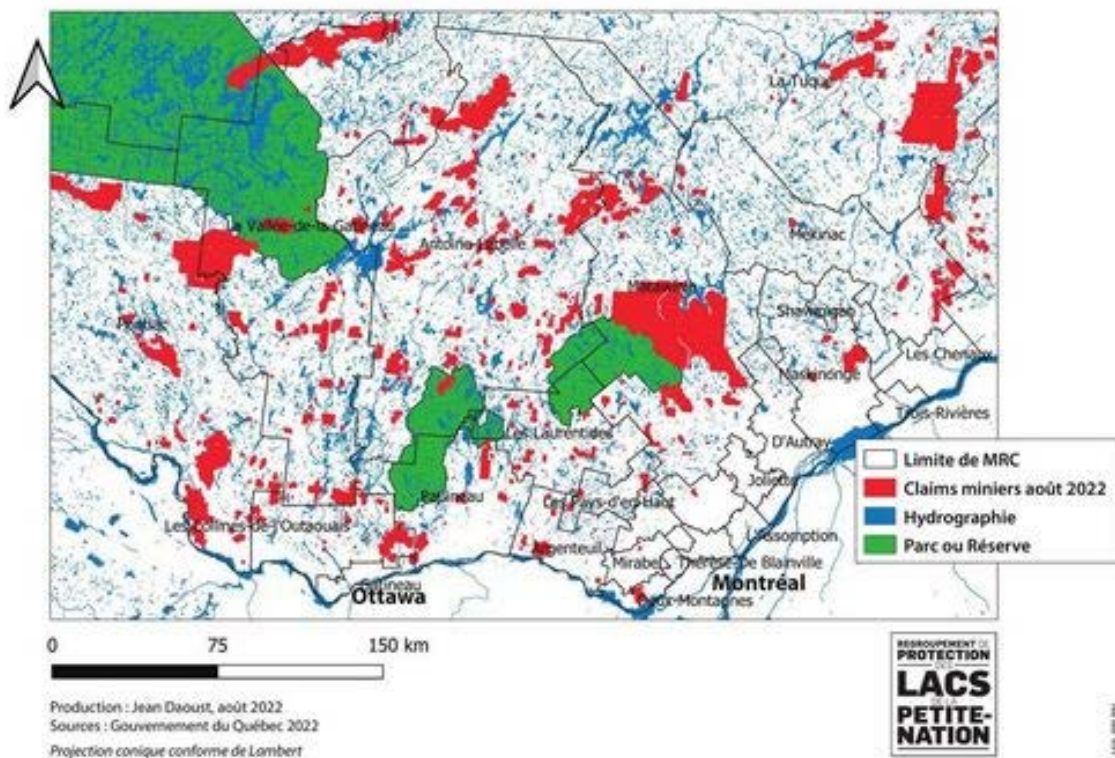 La Tuque
La Vallée-de-la-Gatineau
Antoine-Labelle
Mékinac
Matawinie
Pontiac
Shawinigan
Les Chenaux
Maskinongé
Trois-Rivières
Les Laurentides
D'Autray
Limite de MRC
Joliette
Claims miniers août 2022
Papineau
Les Pays-d'en-Haut
Hydrographie
Les Collines-de-l'Outaouais
L'Assomption
Parc ou Réserve
Argenteuil
Mirabel
Thérèse-De Blainville
Montréal
Gatineau
Ottawa
Deux-Montagnes
0 75 150 km
REGROUPEMENT DE
PROTECTION
DES
LACS
DE LA
PETITE-
NATION
Production : Jean Daoust, août 2022
Sources : Gouvernement du Québec 2022
Projection conique conforme de Lambert